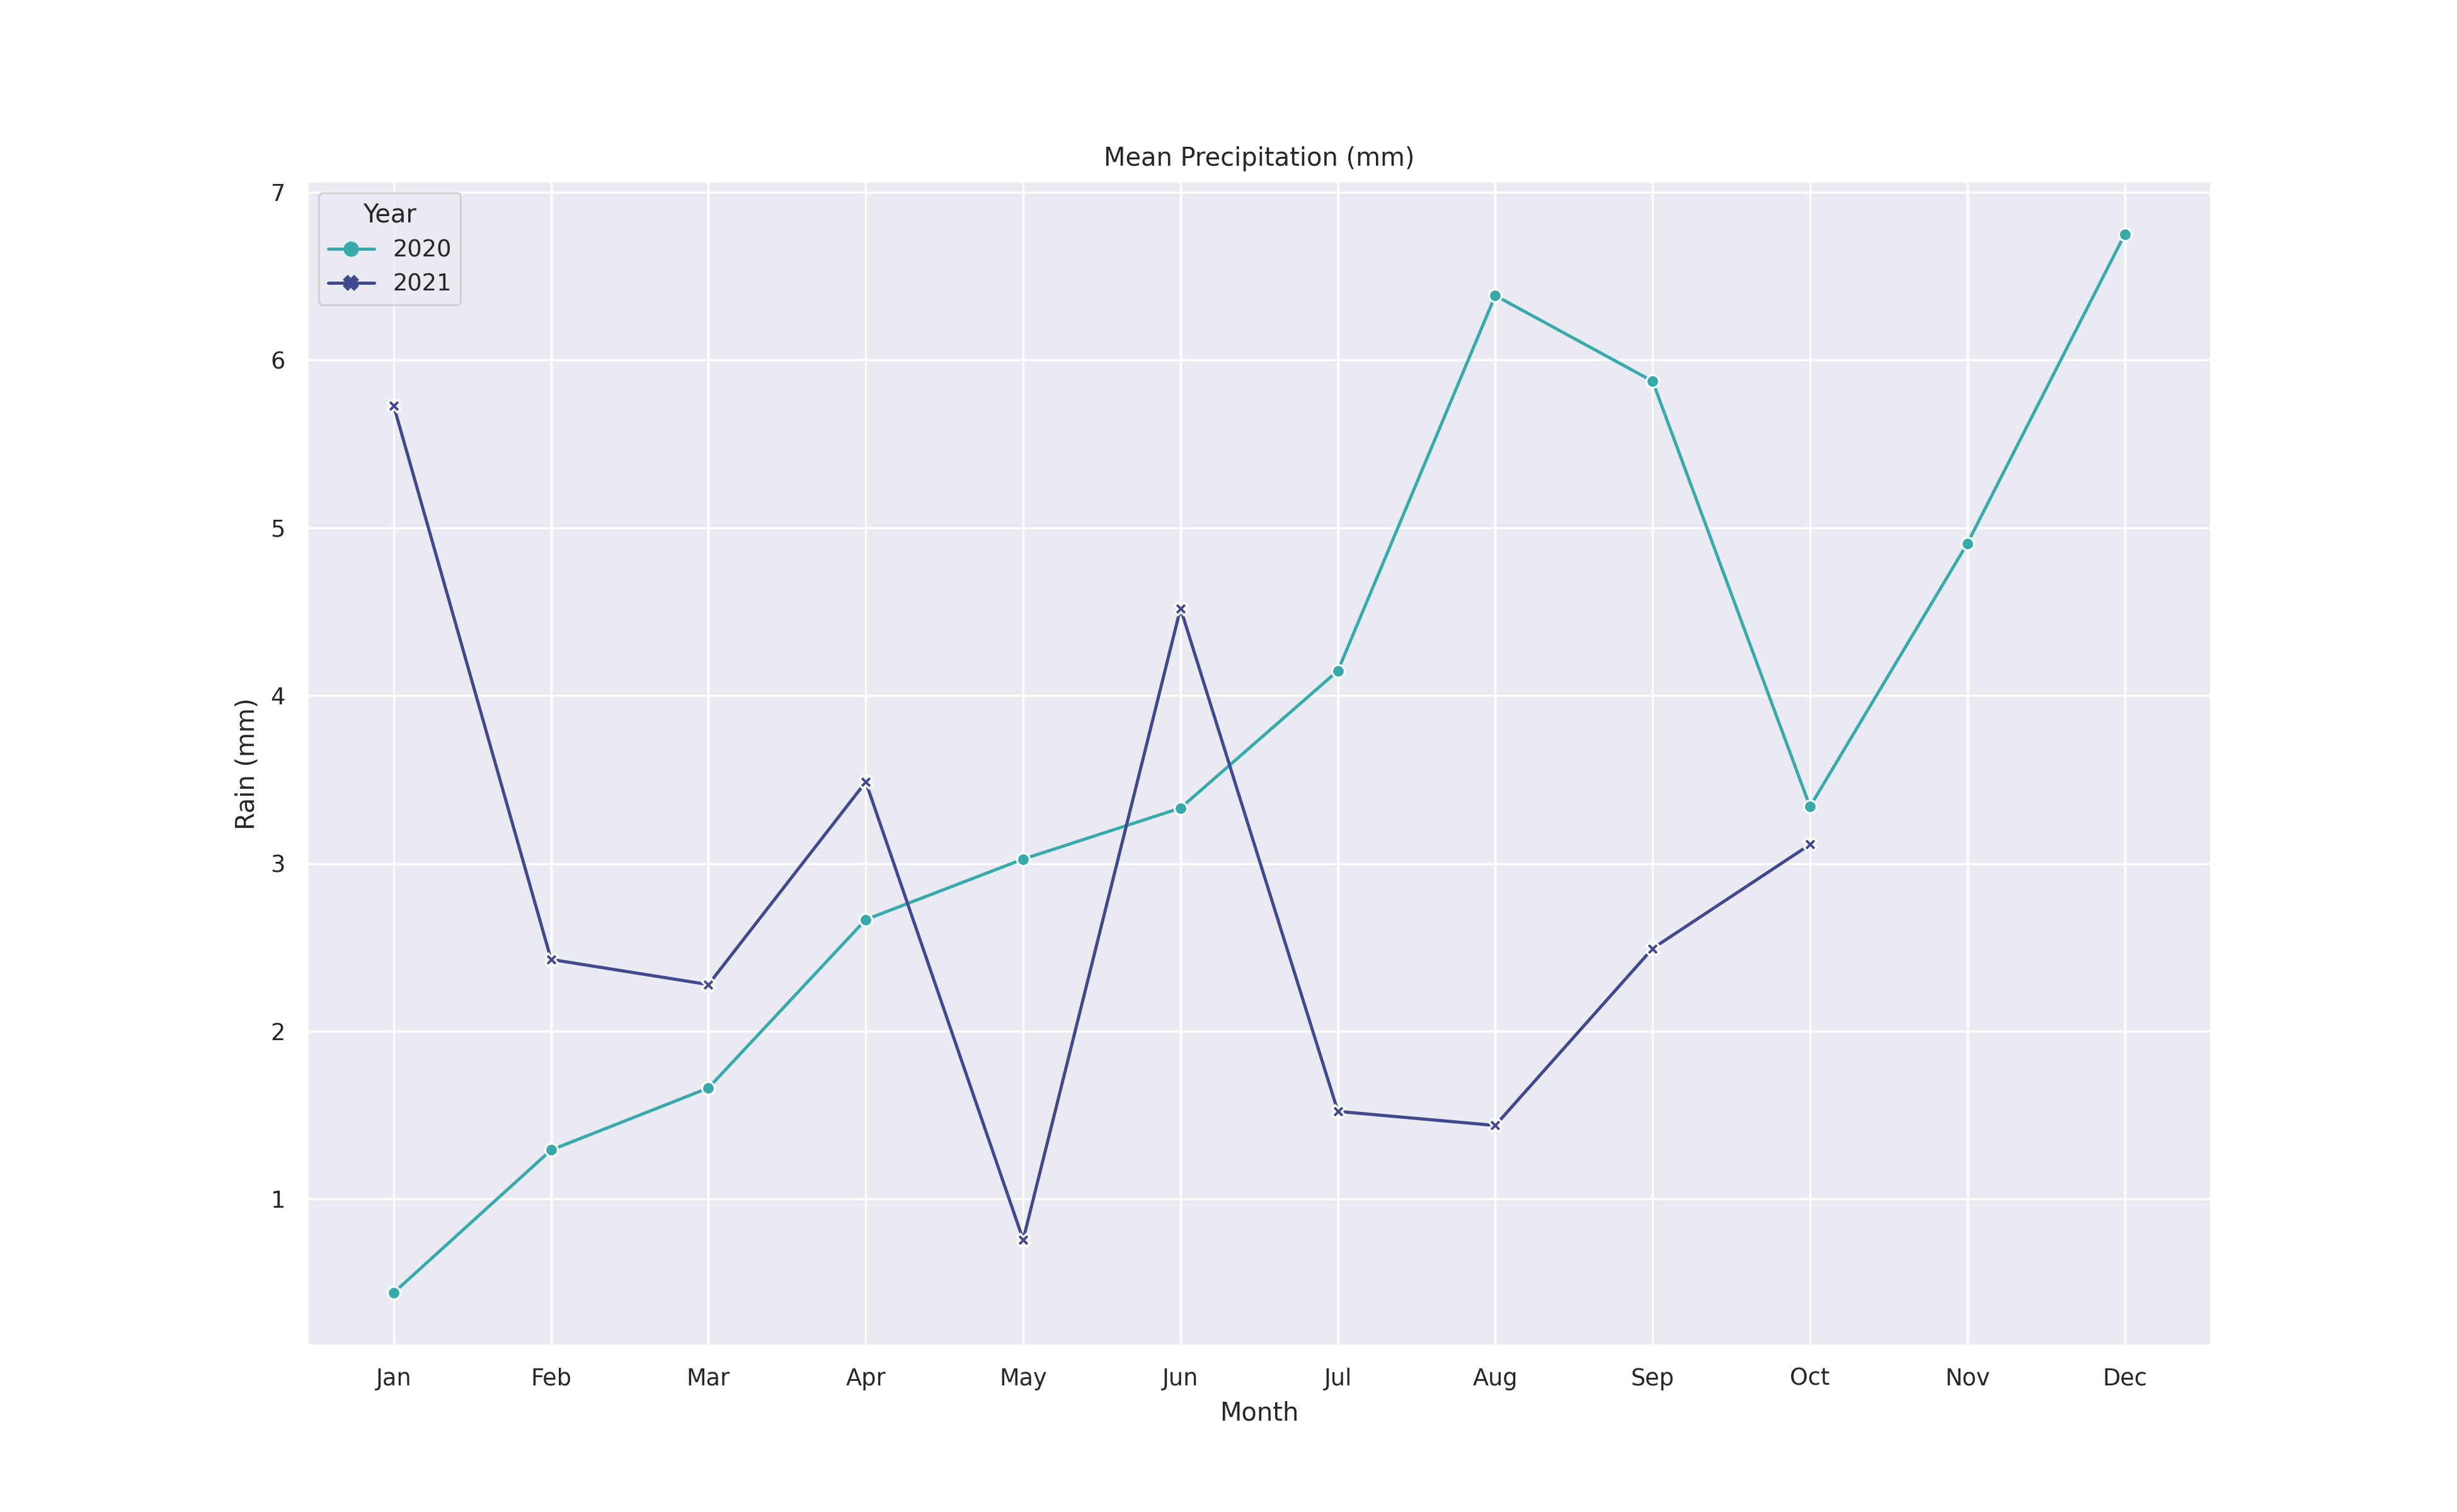 Mean Precipitation (mm)
Year
2020
2021
Rain (mm)
7
6
5
4
3
2
1
Jan Feb Mar Apr May Jun Jul Aug Sep Oct Nov Dec
Month